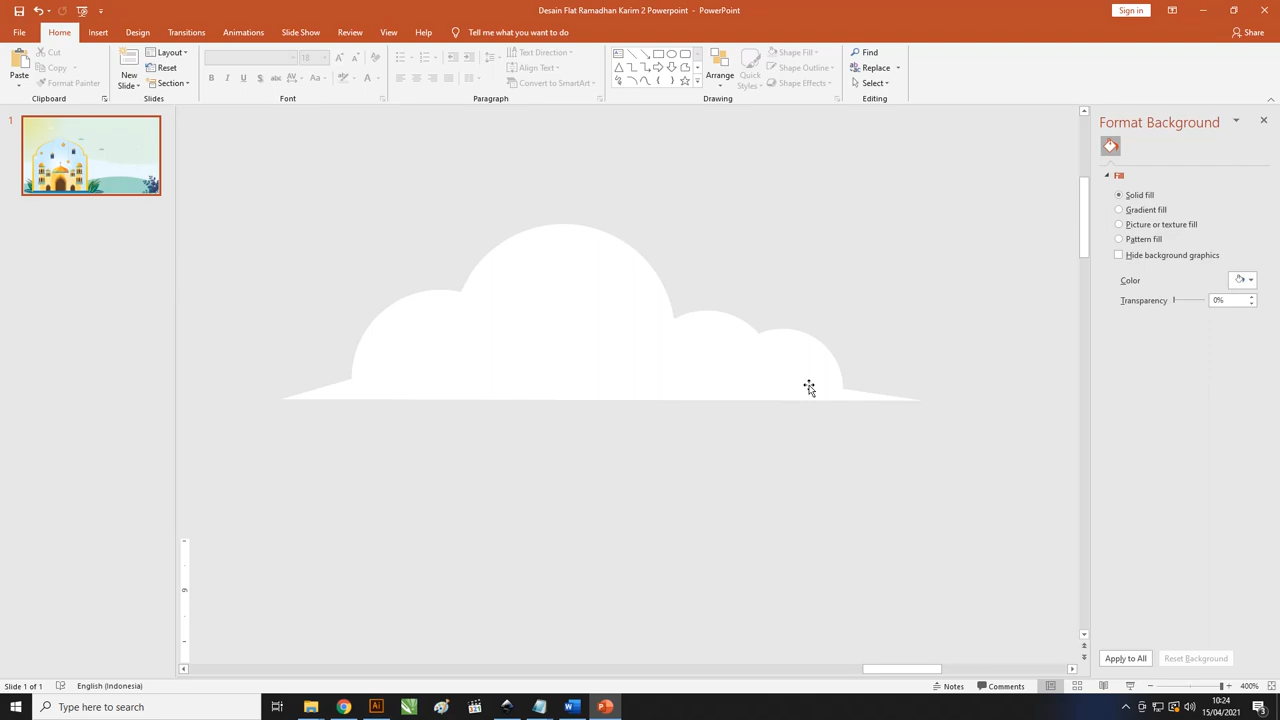 Desain Flat Ramadhan Karim 2 Powerpoint - PowerPoint
Sign in
File Home Insert Design Transitions Animations Slide Show Review View Help Tell me what you want to do Share
Paste
Cut
Copy
Format Painter
Clipboard
New
Slide
Layout
Reset
Section
Slides
18
Font
Text Direction
Align Text
Convert to SmartArt
Paragraph
Arrange
Quick
Styles
Shape Fill
Shape Outline
Shape Effects
Drawing
Find
Replace
Select
Editing
1
Format Background
Fill
Solid fill
Gradient fill
Picture or texture fill
Pattern fill
Hide background graphics
Color
Transparency 0%
Apply to All Reset Background
6
Slide 1 of 1 English (Indonesia) Notes Comments 400%
Type here to search
10:24
15/04/2021